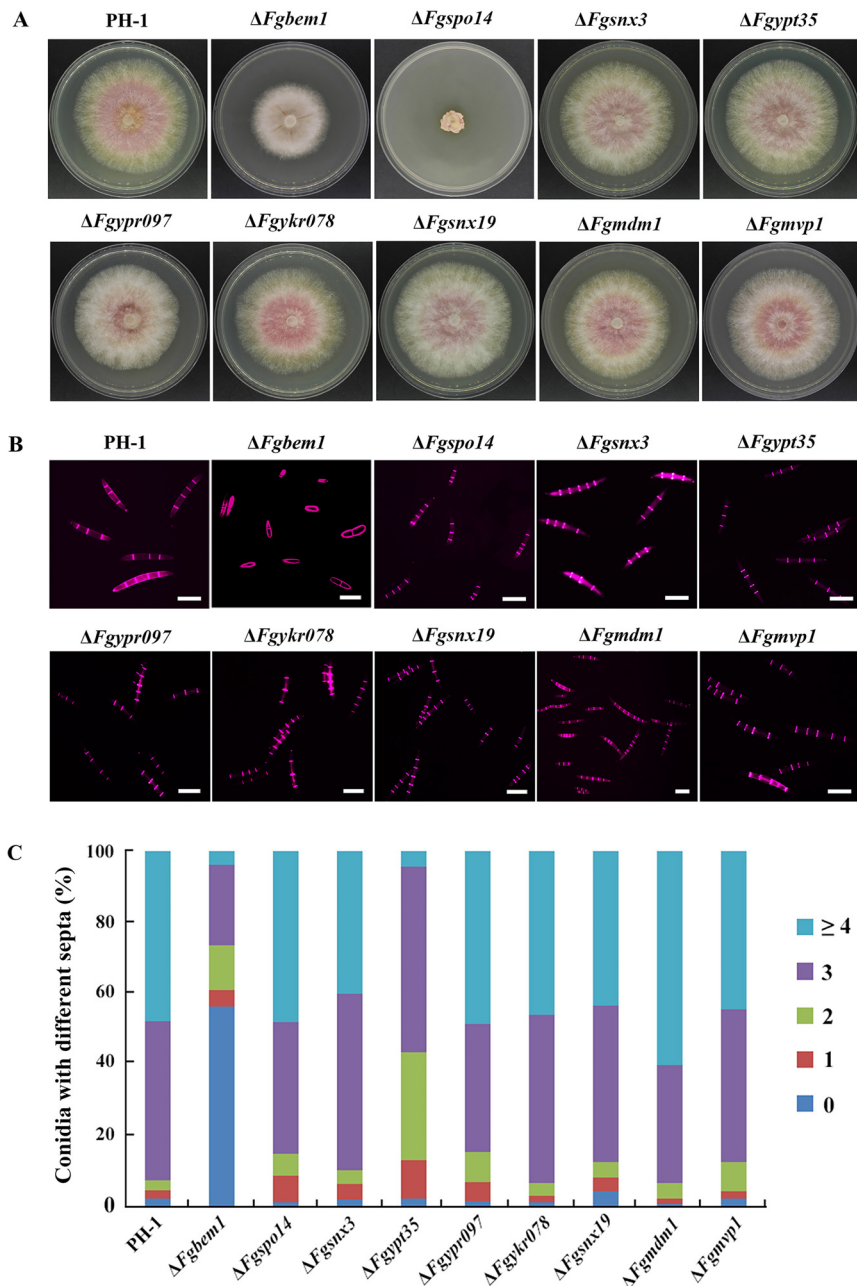 A
PH-1 ΔFgbem1 ΔFgspo14 ΔFgsnx3 ΔFgypt35
ΔFgypr097 ΔFgykr078 ΔFgsnx19 ΔFgmdm1 ΔFgmvp1
B
PH-1 ΔFgbem1 ΔFgspo14 ΔFgsnx3 ΔFgypt35
ΔFgypr097 ΔFgykr078 ΔFgsnx19 ΔFgmdm1 ΔFgmvp1
C
Conidia with different septa (%)
100
80
60
40
20
0
≥ 4
3
2
1
0
PH-1 ΔFgbem1 ΔFgspo14 ΔFgsnx3 ΔFgypt35 ΔFgypr097 ΔFgykr078 ΔFgsnx19 ΔFgmdm1 ΔFgmvp1